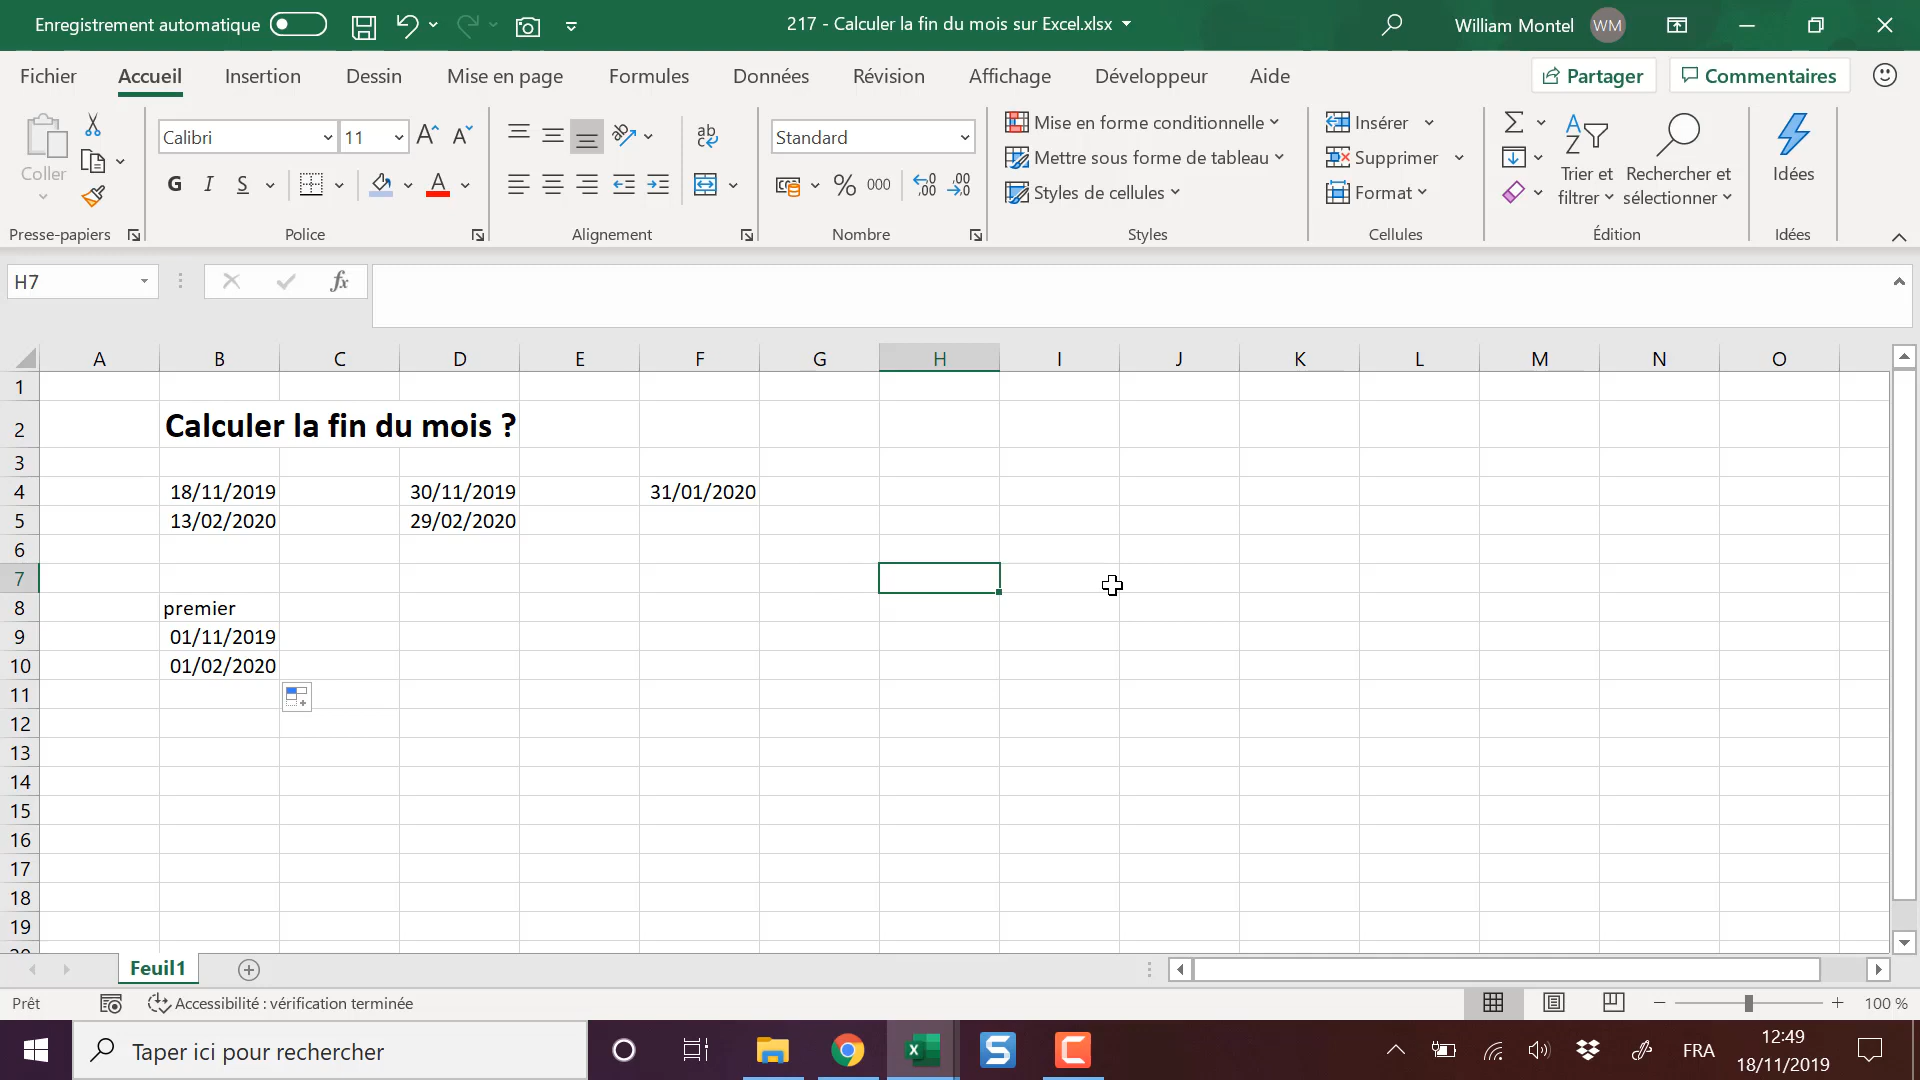 Enregistrement automatique
217 - Calculer la fin du mois sur Excel.xlsx
William Montel
WM
Fichier Accueil Insertion Dessin Mise en page Formules Données Révision Affichage Développeur Aide
Partager
Commentaires
Coller
Presse-papiers
Calibri
11
G I S
Police
ab
Alignement
Standard
% 000
Nombre
Mise en forme conditionnelle
Mettre sous forme de tableau
Styles de cellules
Styles
Insérer
Supprimer
Format
Cellules
Trier et
filtrer
Rechercher et
sélectionner
Édition
Idées
Idées
H7
fx
A B C D E F G H I J K L M N O
1
2 Calculer la fin du mois ?
3
4 18/11/2019 30/11/2019 31/01/2020
5 13/02/2020 29/02/2020
6
7
8 premier
9 01/11/2019
10 01/02/2020
11
12
13
14
15
16
17
18
19
Feuil1
Prêt
Accessibilité : vérification terminée
100 %
Taper ici pour rechercher
FRA
12:49
18/11/2019